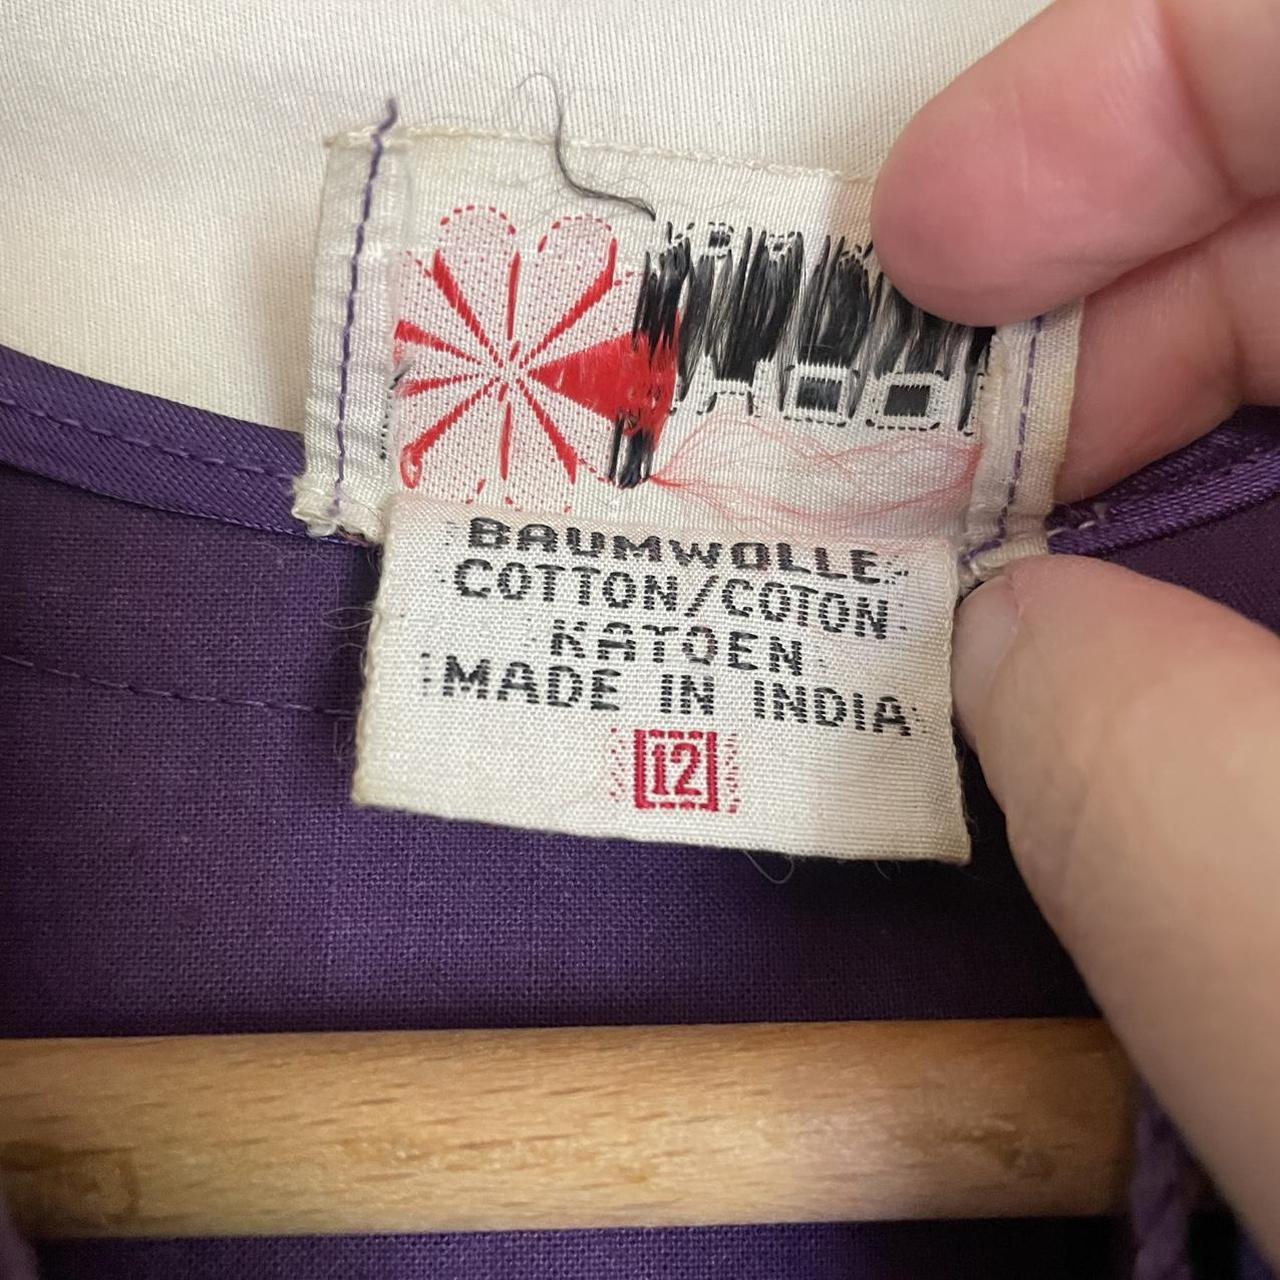 BAUMWOLLE
COTTON/COTON
KATOEN
MADE IN INDIA
12